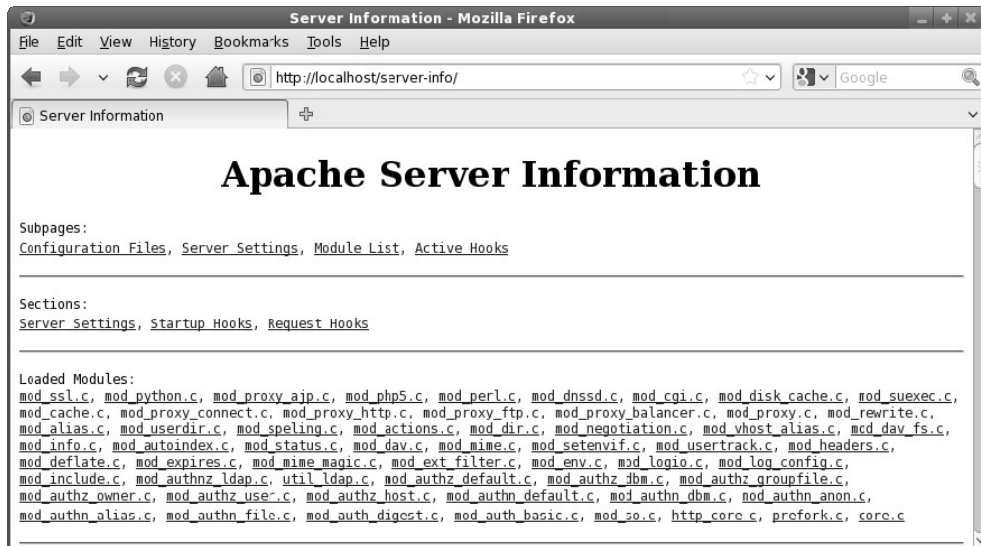 Server Information - Mozilla Firefox
File Edit View History Bookmarks Tools Help
http://localhost/server-info/ Google
Server Information
Apache Server Information
Subpages:
Configuration Files, Server Settings, Module List, Active Hooks
Sections:
Server Settings, Startup Hooks, Request Hooks
Loaded Modules:
mod_ssl.c, mod_python.c, mod_proxy_ajp.c, mod_php5.c, mod_perl.c, mod_dnssd.c, mod_cgi.c, mod_disk_cache.c, mod_suexec.c,
mod_cache.c, mod_proxy_connect.c, mod_proxy_http.c, mod_proxy_ftp.c, mod_proxy_balancer.c, mod_proxy.c, mod_rewrite.c,
mod_alias.c, mod_userdir.c, mod_speling.c, mod_actions.c, mod_dir.c, mod_negotiation.c, mod_vhost_alias.c, mod_dav_fs.c,
mod_info.c, mod_autoindex.c, mod_status.c, mod_dav.c, mod_mime.c, mod_setenvif.c, mod_usertrack.c, mod_headers.c,
mod_deflate.c, mod_expires.c, mod_mime_magic.c, mod_ext_filter.c, mod_env.c, mod_logio.c, mod_log_config.c,
mod_include.c, mod_authnz_ldap.c, util_ldap.c, mod_authz_default.c, mod_authz_dbm.c, mod_authz_groupfile.c,
mod_authz_owner.c, mod_authz_user.c, mod_authz_host.c, mod_authn_default.c, mod_authn_dbm.c, mod_authn_anon.c,
mod_authn_alias.c, mod_authn_file.c, mod_auth_digest.c, mod_auth_basic.c, mod_so.c, http_core.c, prefork.c, core.c